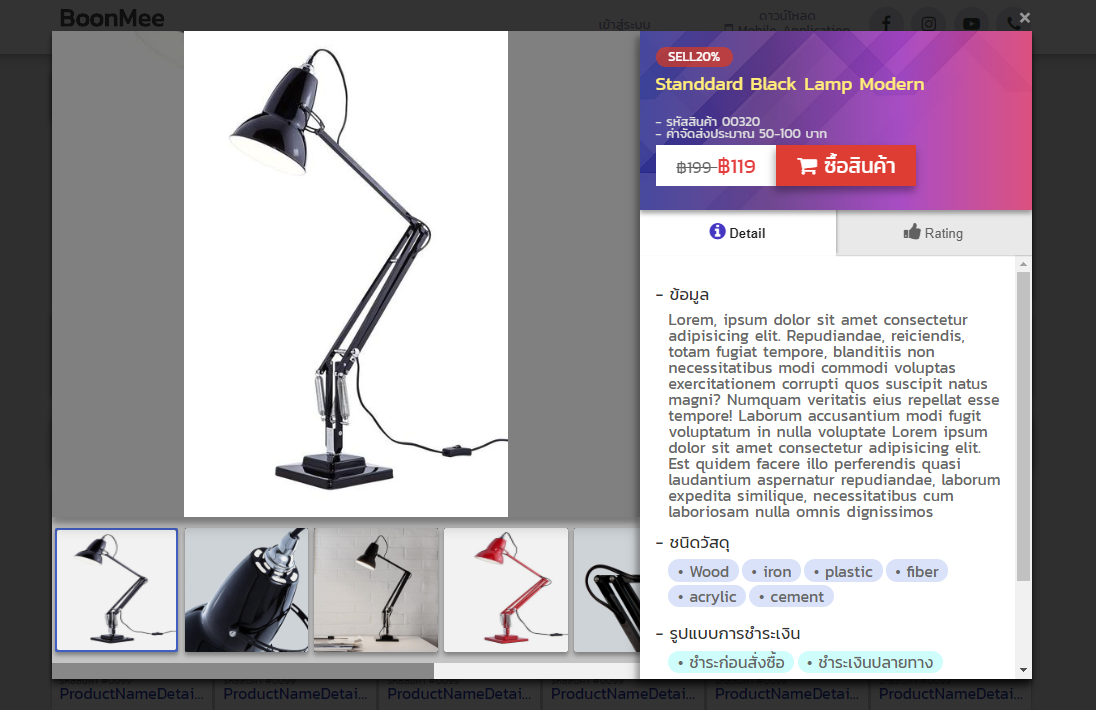 BoonMee
เข้าสู่ระบบ
ดาวน์โหลด
Mobile Application
×
SELL20%
Standdard Black Lamp Modern
- รหัสสินค้า 00320
- ค่าจัดส่งประมาณ 50-100 บาท
฿199 ฿119
ซื้อสินค้า
Detail
Rating
- ข้อมูล
Lorem, ipsum dolor sit amet consectetur
adipisicing elit. Repudiandae, reiciendis,
totam fugiat tempore, blanditiis non
necessitatibus modi commodi voluptas
exercitationem corrupti quos suscipit natus
magni? Numquam veritatis eius repellat esse
tempore! Laborum accusantium modi fugit
voluptatum in nulla voluptate Lorem ipsum
dolor sit amet consectetur adipisicing elit.
Est quidem facere illo perferendis quasi
laudantium aspernatur repudiandae, laborum
expedita similique, necessitatibus cum
laboriosam nulla omnis dignissimos
- ชนิดวัสดุ
• Wood • iron • plastic • fiber
• acrylic • cement
- รูปแบบการชำระเงิน
• ชำระก่อนสั่งซื้อ • ชำระเงินปลายทาง
ProductNameDetai... ProductNameDetai... ProductNameDetai... ProductNameDetai... ProductNameDetai... ProductNameDetai...